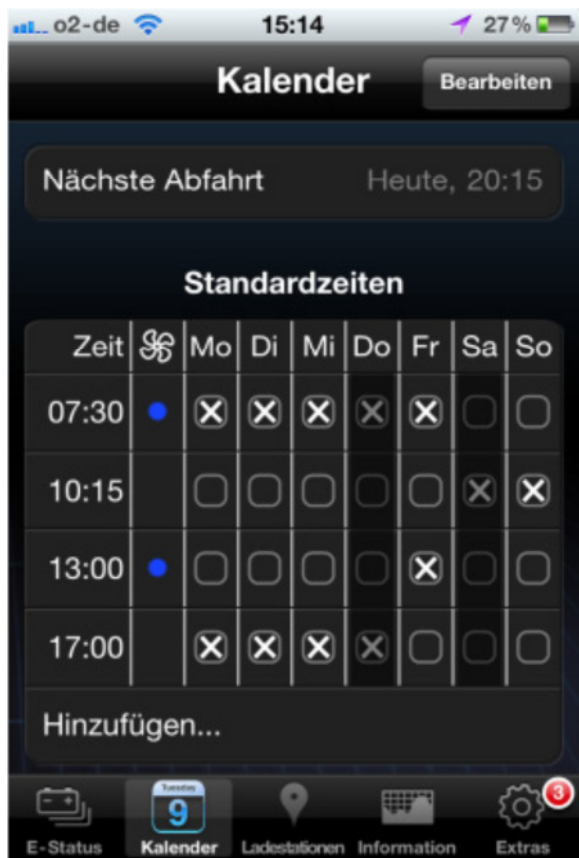 o2-de 15:14 27 %
Kalender Bearbeiten
Nächste Abfahrt Heute, 20:15
Standardzeiten
Zeit Mo Di Mi Do Fr Sa So
07:30
10:15
13:00
17:00
Hinzufügen...
Tuesday
9
3
E-Status Kalender Ladestationen Information Extras